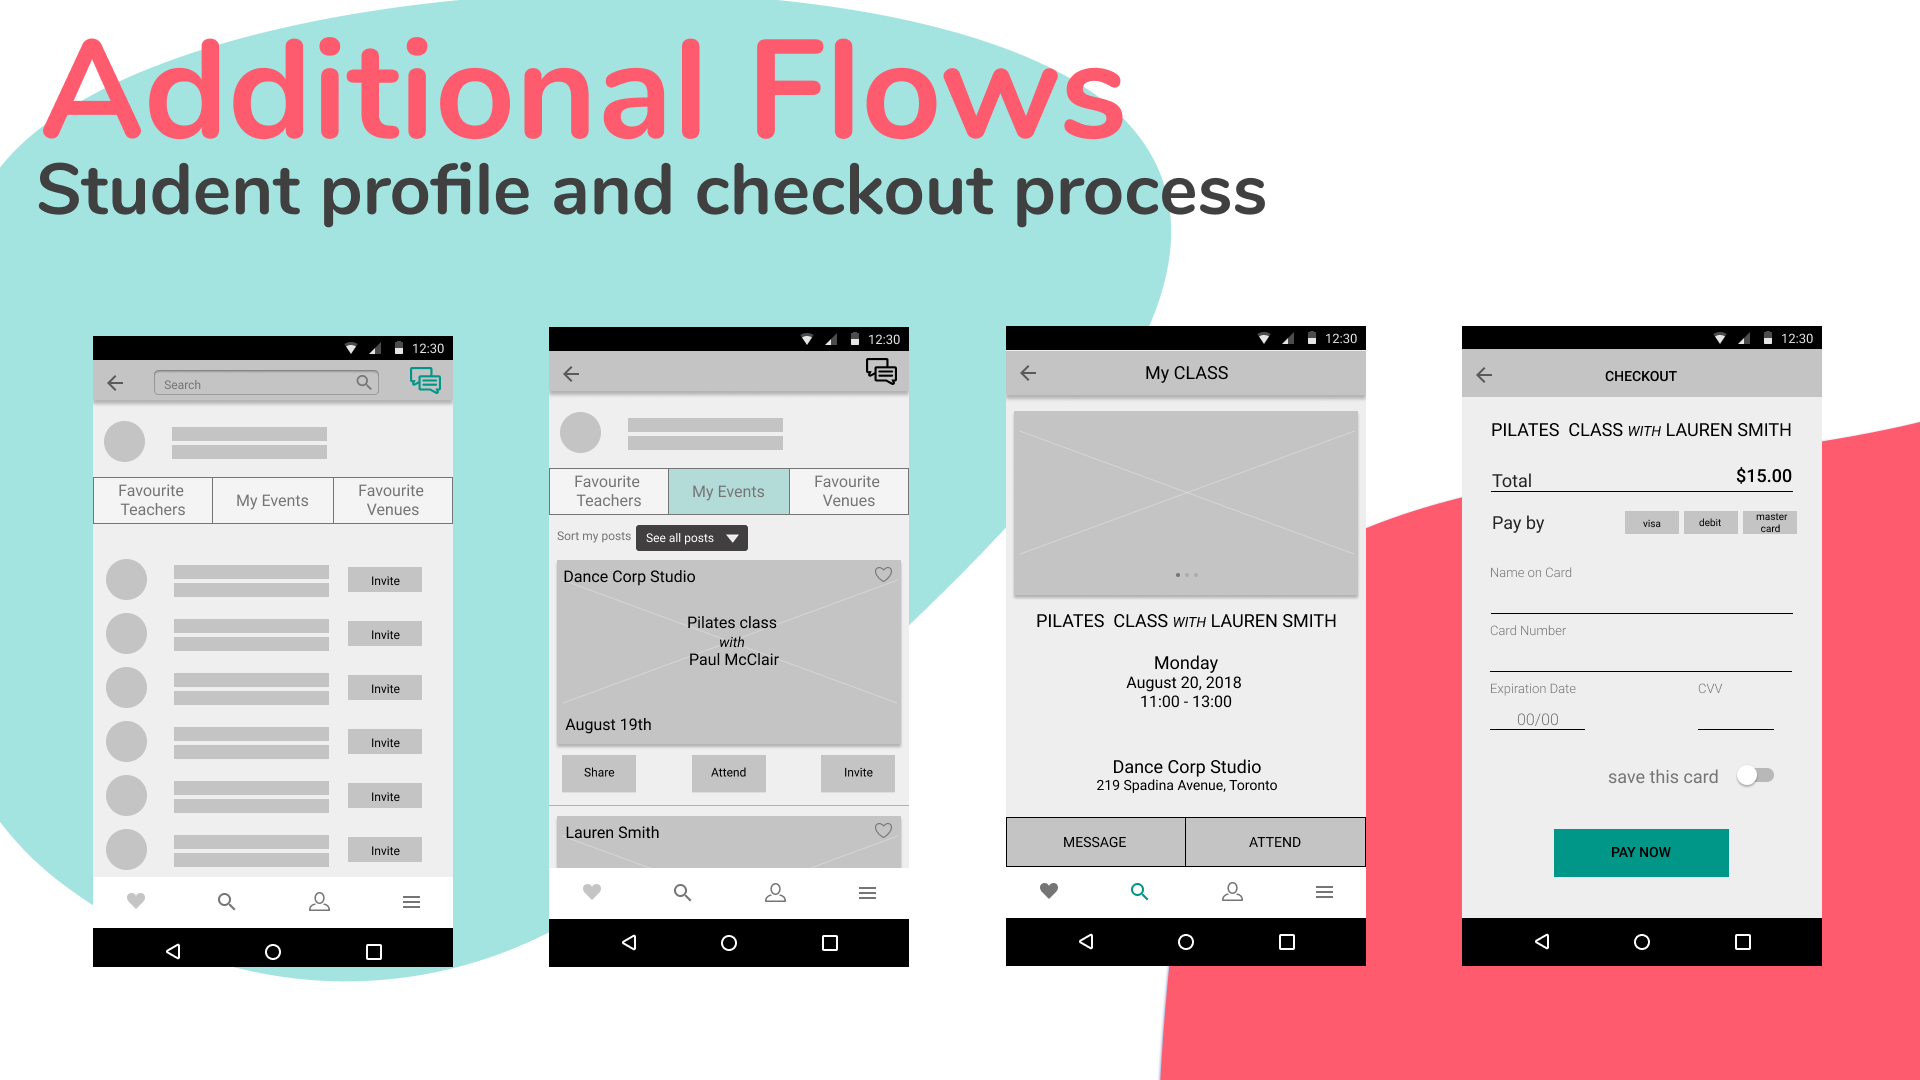 Additional Flows
Student profile and checkout process
12:30
Search
Favourite
Teachers
My Events
Favourite
Venues
Invite
Invite
Invite
Invite
Invite
Invite
12:30
Favourite
Teachers
My Events
Favourite
Venues
Sort my posts
See all posts
Dance Corp Studio
Pilates class
with
Paul McClair
August 19th
Share
Attend
Invite
Lauren Smith
12:30
My CLASS
PILATES CLASS WITH LAUREN SMITH
Monday
August 20, 2018
11:00 - 13:00
Dance Corp Studio
219 Spadina Avenue, Toronto
MESSAGE
ATTEND
12:30
CHECKOUT
PILATES CLASS WITH LAUREN SMITH
Total
$15.00
Pay by
visa
debit
master
card
Name on Card
Card Number
Expiration Date
CVV
00/00
save this card
PAY NOW